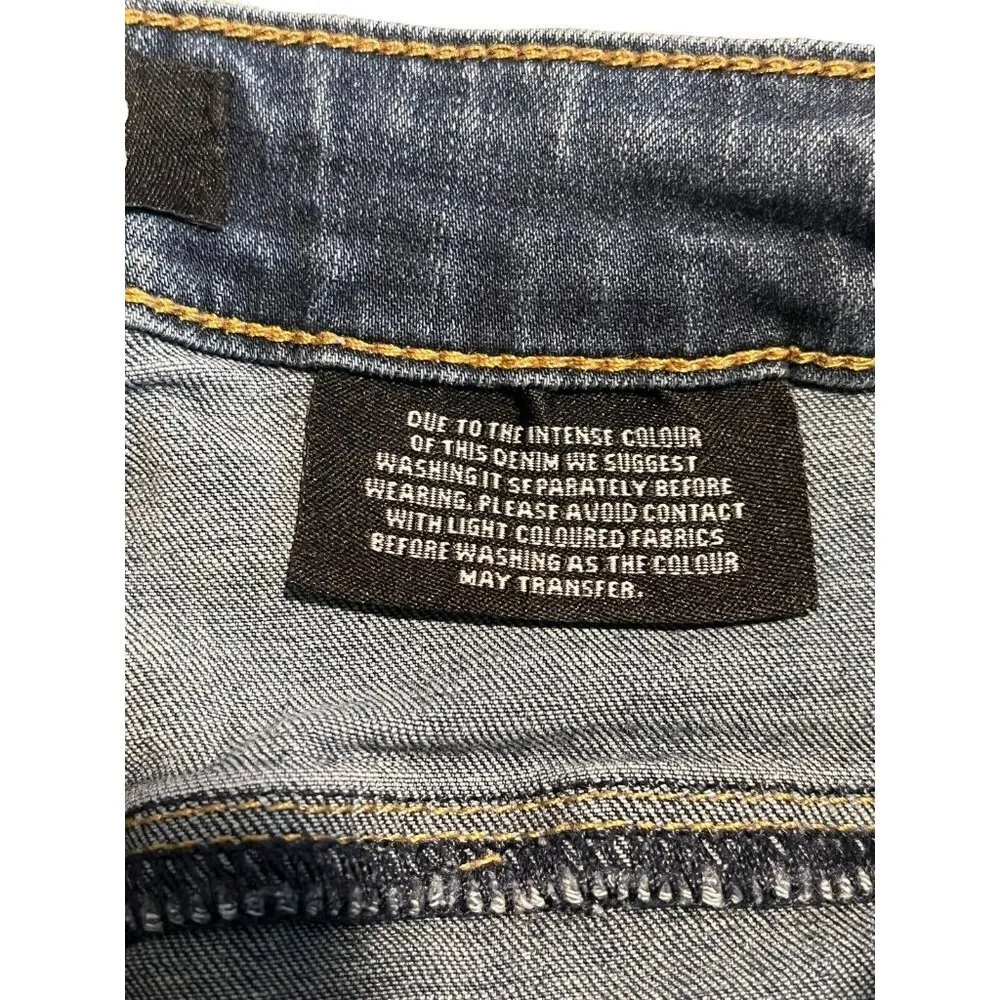 DUE TO THE INTENSE COLOUR
OF THIS DENIM WE SUGGEST
WASHING IT SEPARATELY BEFORE
WEARING. PLEASE AVOID CONTACT
WITH LIGHT COLOURED FABRICS
BEFORE WASHING AS THE COLOUR
MAY TRANSFER.